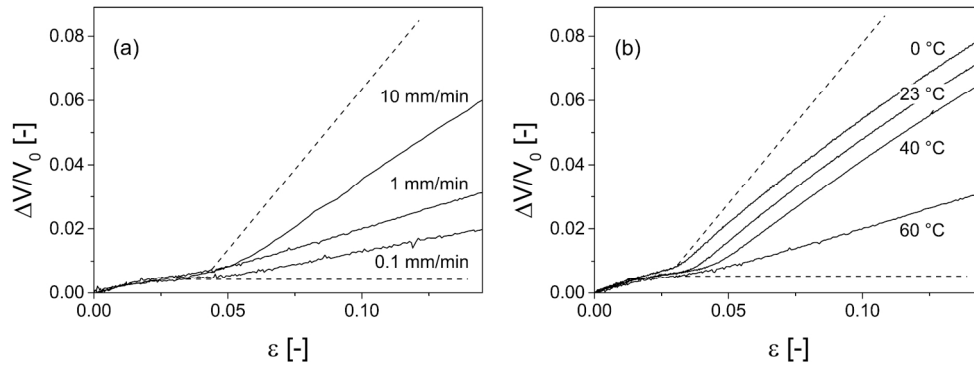 (a)
0.08
0.06
0.04
0.02
0.00
ΔV/V₀ [-]
10 mm/min
1 mm/min
0.1 mm/min
0.00 0.05 0.10
ε [-]
(b)
0.08
0.06
0.04
0.02
0.00
ΔV/V₀ [-]
0 °C
23 °C
40 °C
60 °C
0.00 0.05 0.10
ε [-]